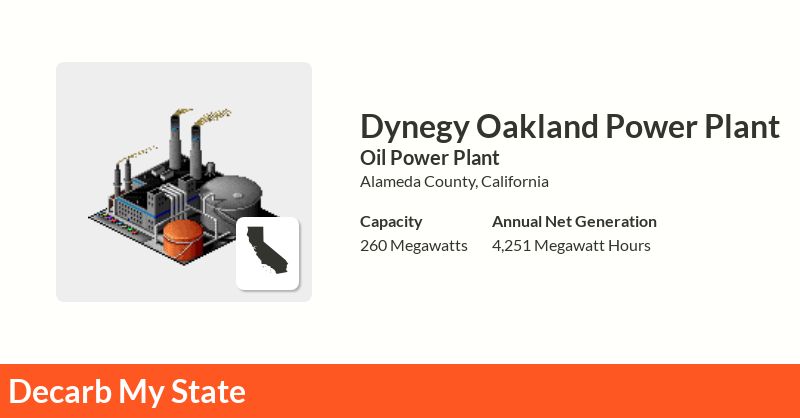 Dynegy Oakland Power Plant
Oil Power Plant
Alameda County, California
Capacity Annual Net Generation
260 Megawatts 4,251 Megawatt Hours
Decarb My State